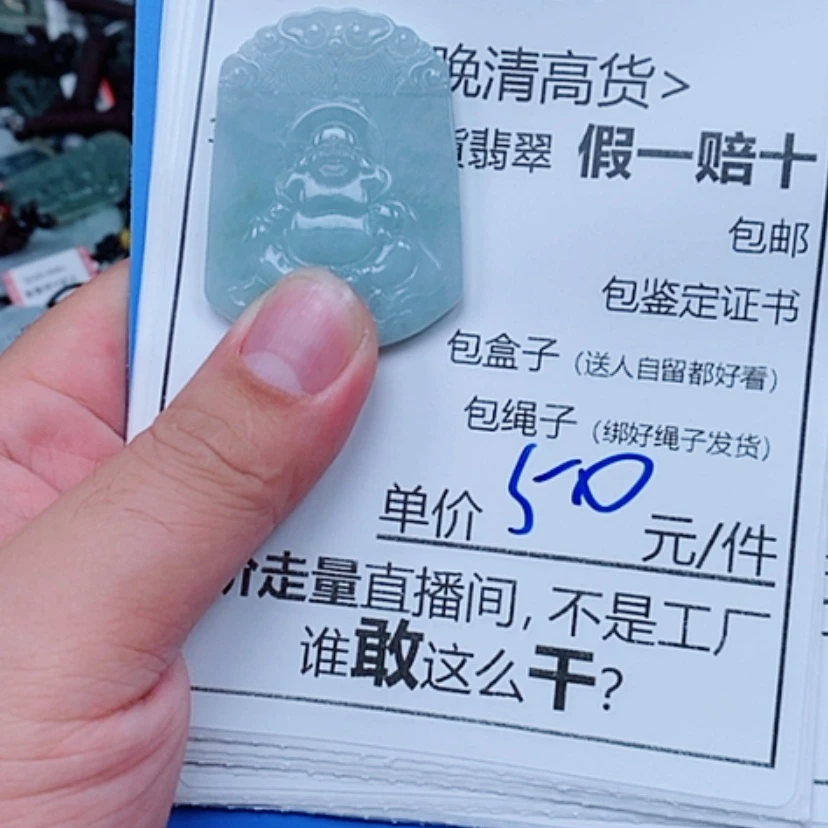 晚清高货>
货翡翠 假一赔十
包邮
包鉴定证书
包盒子（送人自留都好看）
包绳子（绑好绳子发货）
单价 50 元/件
价走量直播间，不是工厂
谁敢这么干？